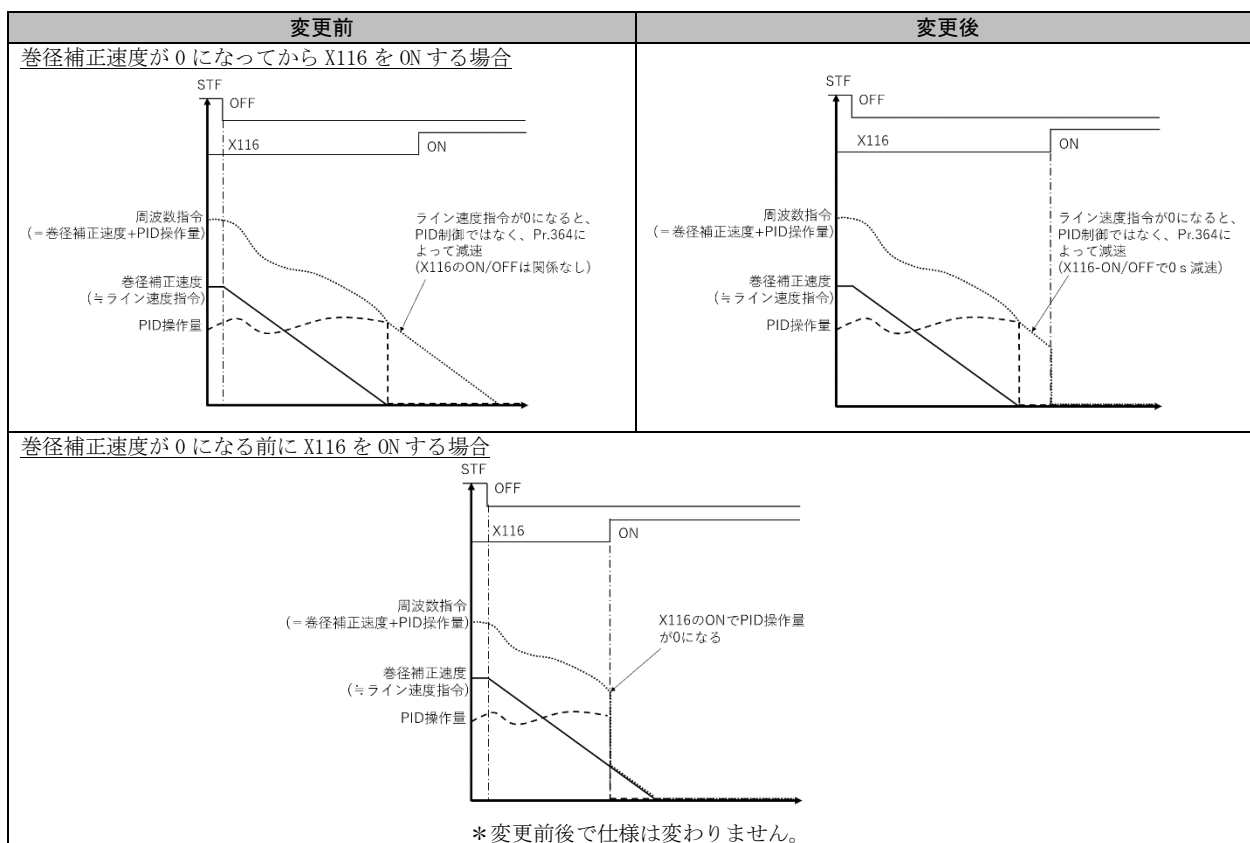 変更前
変更後
巻径補正速度が 0 になってから X116 を ON する場合
STF
OFF
X116
ON
周波数指令
(=巻径補正速度+PID操作量)
巻径補正速度
(≒ライン速度指令)
PID操作量
ライン速度指令が0になると、
PID制御ではなく、Pr.364に
よって減速
(X116のON/OFFは関係なし)
STF
OFF
X116
ON
周波数指令
(=巻径補正速度+PID操作量)
巻径補正速度
(≒ライン速度指令)
PID操作量
ライン速度指令が0になると、
PID制御ではなく、Pr.364に
よって減速
(X116-ON/OFFで0ｓ減速)
巻径補正速度が 0 になる前に X116 を ON する場合
STF
OFF
X116
ON
周波数指令
(=巻径補正速度+PID操作量)
巻径補正速度
(≒ライン速度指令)
PID操作量
X116のONでPID操作量
が0になる
＊変更前後で仕様は変わりません。